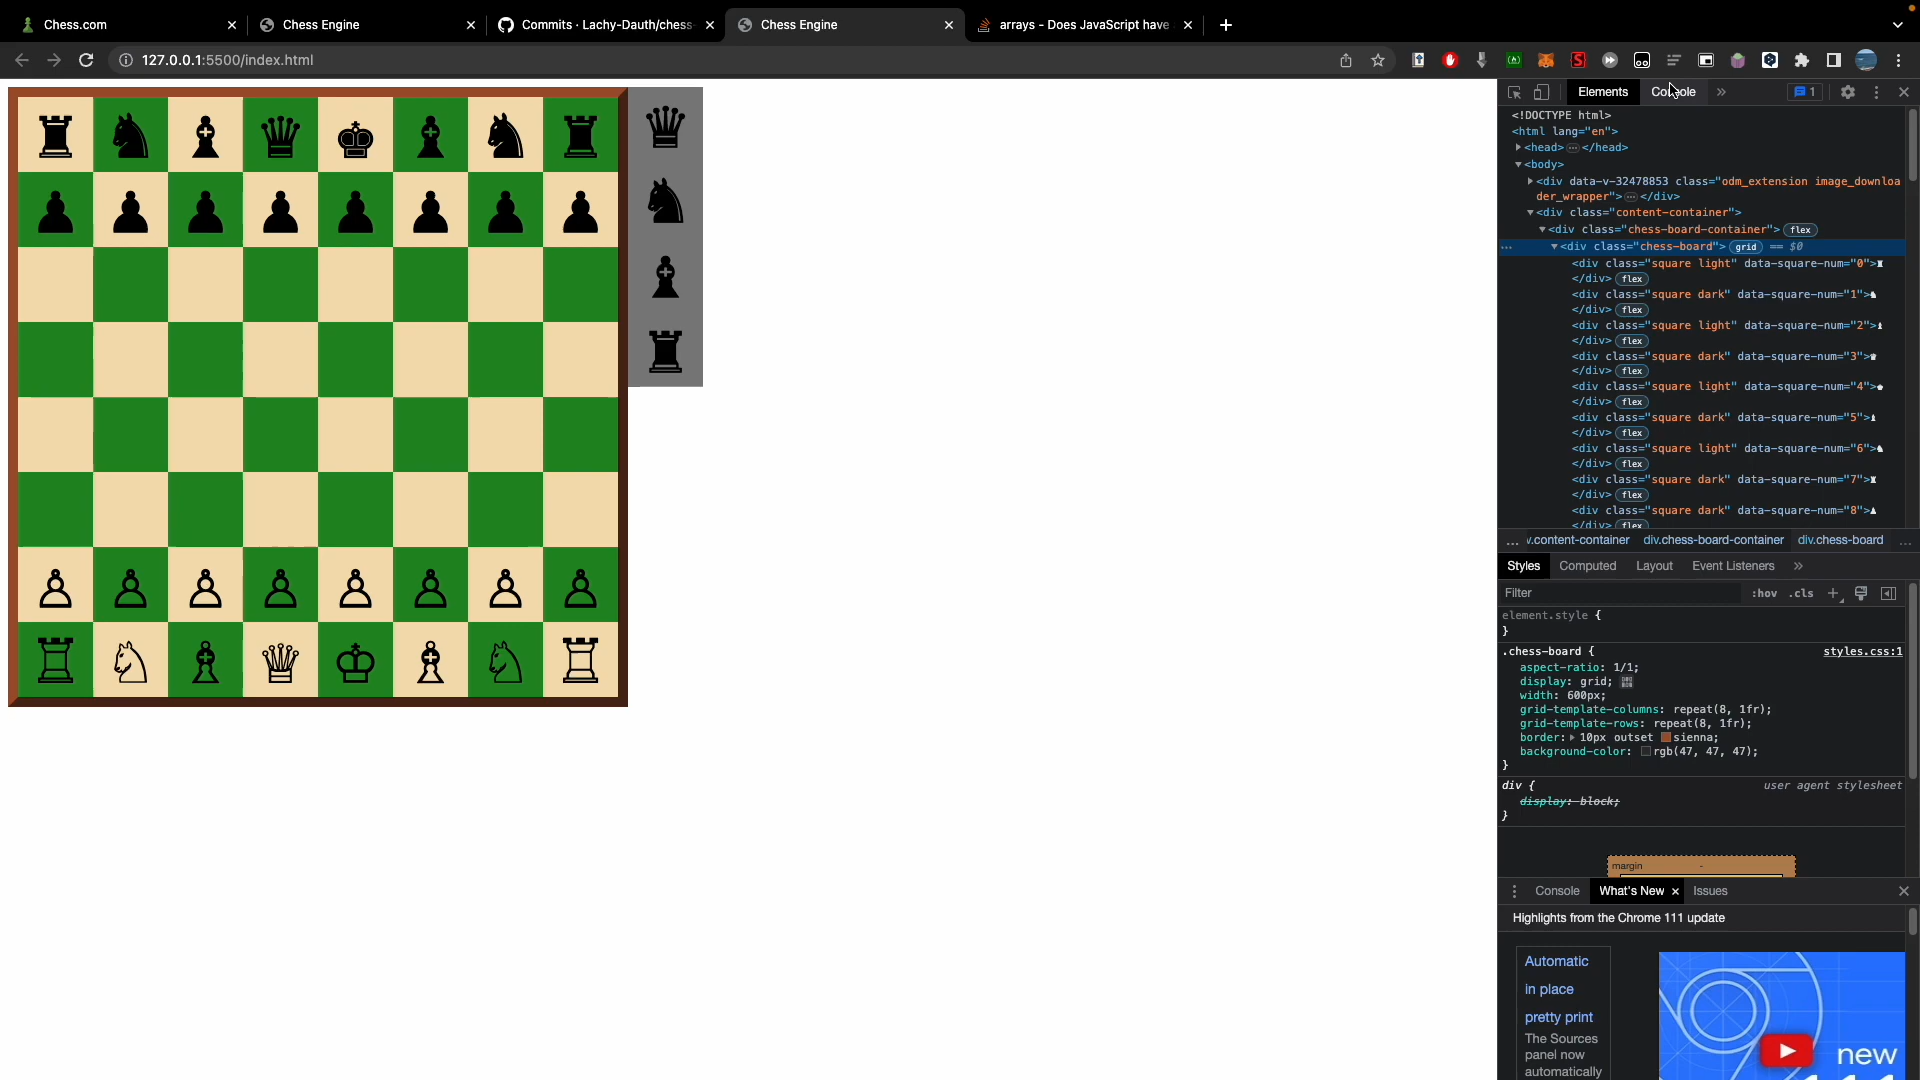 Chess.com
Chess Engine
Commits · Lachy-Dauth/chess-
Chess Engine
arrays - Does JavaScript have
127.0.0.1:5500/index.html
Elements
Console
1
<!DOCTYPE html>
<html lang="en">
<head> ⋯ </head>
<body>
<div data-v-32478853 class="odm_extension image_downloa
der_wrapper"> ⋯ </div>
<div class="content-container">
<div class="chess-board-container"> flex
<div class="chess-board"> grid == $0
<div class="square light" data-square-num="0">♜
</div> flex
<div class="square dark" data-square-num="1">♞
</div> flex
<div class="square light" data-square-num="2">♝
</div> flex
<div class="square dark" data-square-num="3">♛
</div> flex
<div class="square light" data-square-num="4">♚
</div> flex
<div class="square dark" data-square-num="5">♝
</div> flex
<div class="square light" data-square-num="6">♞
</div> flex
<div class="square dark" data-square-num="7">♜
</div> flex
<div class="square dark" data-square-num="8">♟
</div> flex
... v.content-container div.chess-board-container div.chess-board ...
Styles Computed Layout Event Listeners »
Filter :hov .cls +
element.style {
}
.chess-board { styles.css:1
aspect-ratio: 1/1;
display: grid;
width: 600px;
grid-template-columns: repeat(8, 1fr);
grid-template-rows: repeat(8, 1fr);
border: 10px outset sienna;
background-color: rgb(47, 47, 47);
}
div { user agent stylesheet
display: block;
}
margin -
Console What's New × Issues
Highlights from the Chrome 111 update
Automatic
in place
pretty print
The Sources
panel now
automatically
new